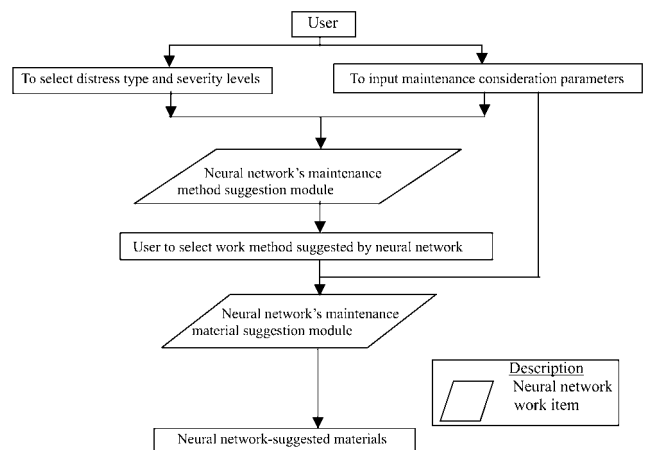 User
To select distress type and severity levels
To input maintenance consideration parameters
Neural network's maintenance
method suggestion module
User to select work method suggested by neural network
Neural network's maintenance
material suggestion module
Description
Neural network
work item
Neural network-suggested materials